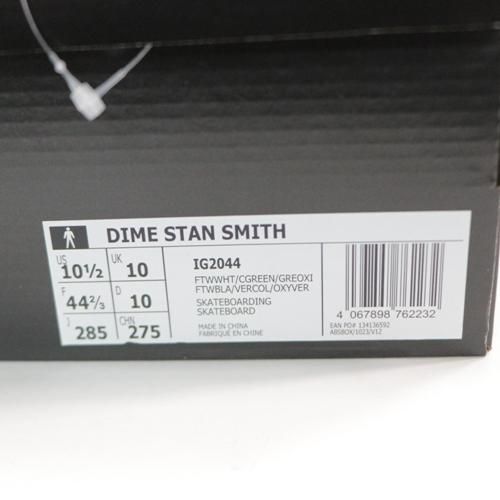 DIME STAN SMITH
US 10½ UK 10
F 44⅔ D 10
J 285 CHN 275
IG2044
FTWWHT/CGREEN/GREOXI
FTWBLA/VERCOL/OXYVER
SKATEBOARDING
SKATEBOARD
MADE IN CHINA
FABRIQUÉ EN CHINE
4 067898 762232
EAN PO# 134136592
ABSBOX/1023/V12